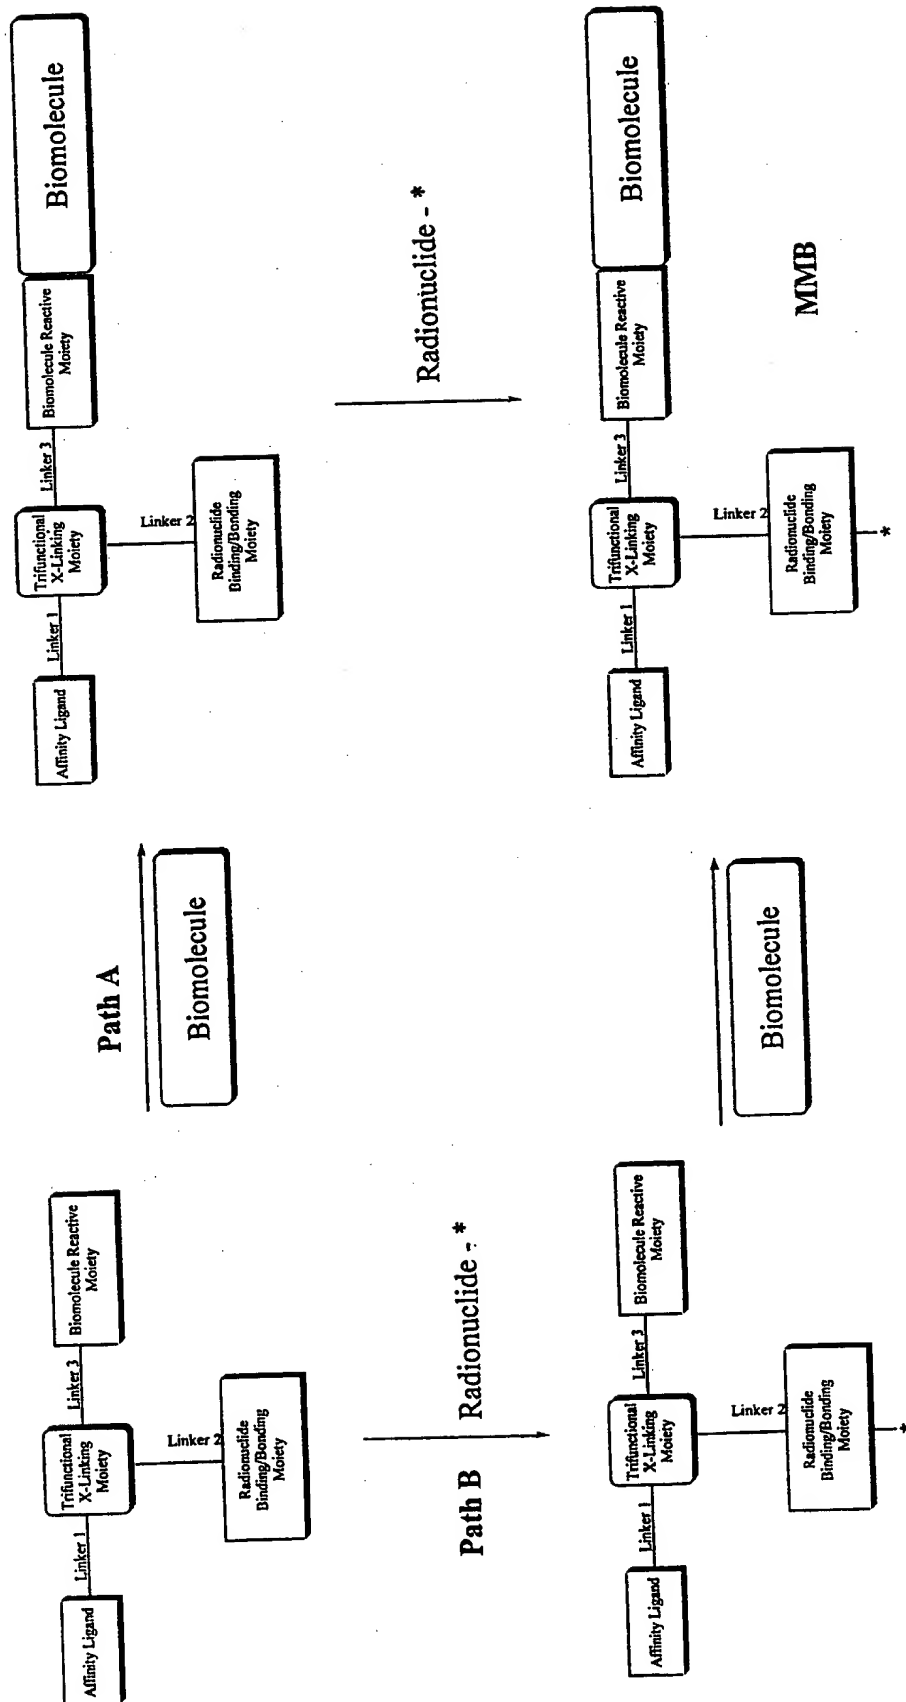 Affinity Ligand
Linker 1
Trifunctional
X-Linking
Moiety
Linker 3
Biomolecule Reactive
Moiety
Linker 2
Radionuclide
Binding/Bonding
Moiety
Path A
Biomolecule
Affinity Ligand
Linker 1
Trifunctional
X-Linking
Moiety
Linker 3
Biomolecule Reactive
Moiety
Biomolecule
Linker 2
Radionuclide
Binding/Bonding
Moiety
Path B
Radionuclide - *
Radionuclide - *
Affinity Ligand
Linker 1
Trifunctional
X-Linking
Moiety
Linker 3
Biomolecule Reactive
Moiety
Linker 2
Radionuclide
Binding/Bonding
Moiety
*
Biomolecule
Affinity Ligand
Linker 1
Trifunctional
X-Linking
Moiety
Linker 3
Biomolecule Reactive
Moiety
Biomolecule
Linker 2
Radionuclide
Binding/Bonding
Moiety
*
MMB